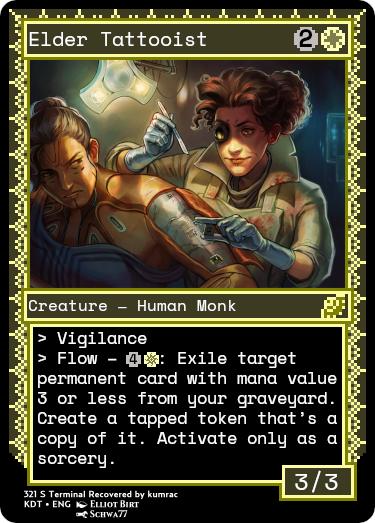 Elder Tattooist 2
Creature — Human Monk
> Vigilance
> Flow — 4: Exile target
permanent card with mana value
3 or less from your graveyard.
Create a tapped token that's a
copy of it. Activate only as a
sorcery.
3/3
321 S Terminal Recovered by kumrac
KDT • ENG Elliot Birt
Schwa77